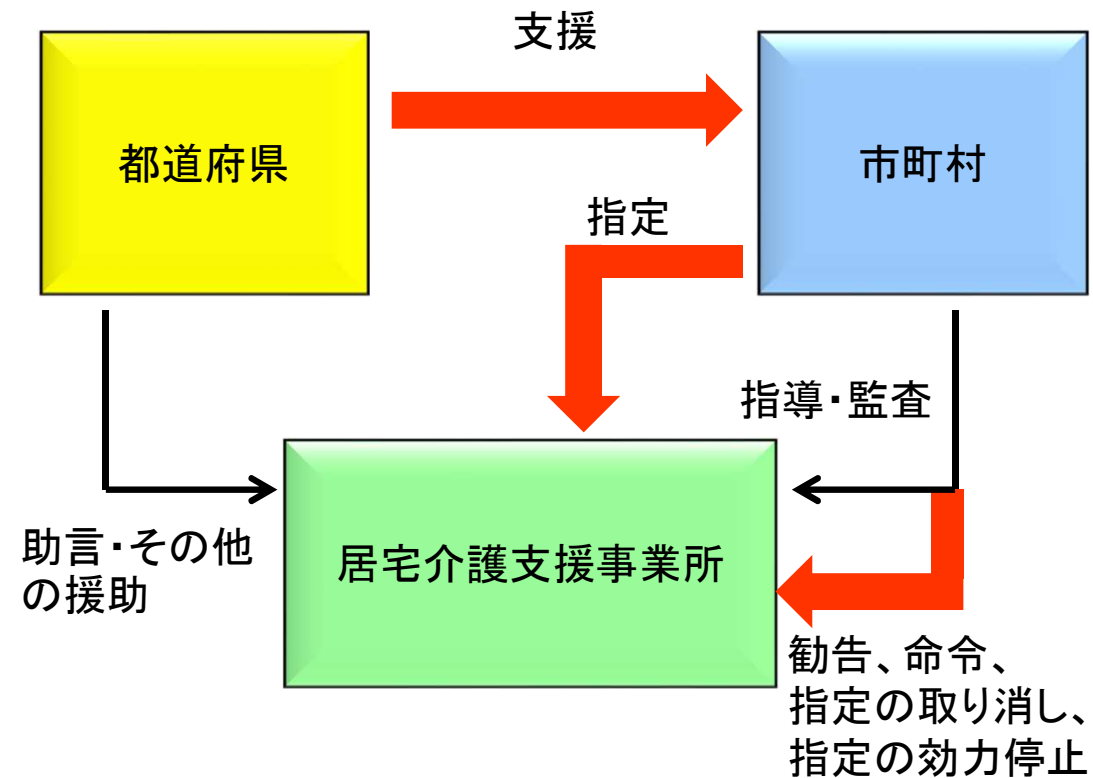 支援
都道府県
市町村
指定
指導・監査
助言・その他
の援助
居宅介護支援事業所
勧告、命令、
指定の取り消し、
指定の効力停止